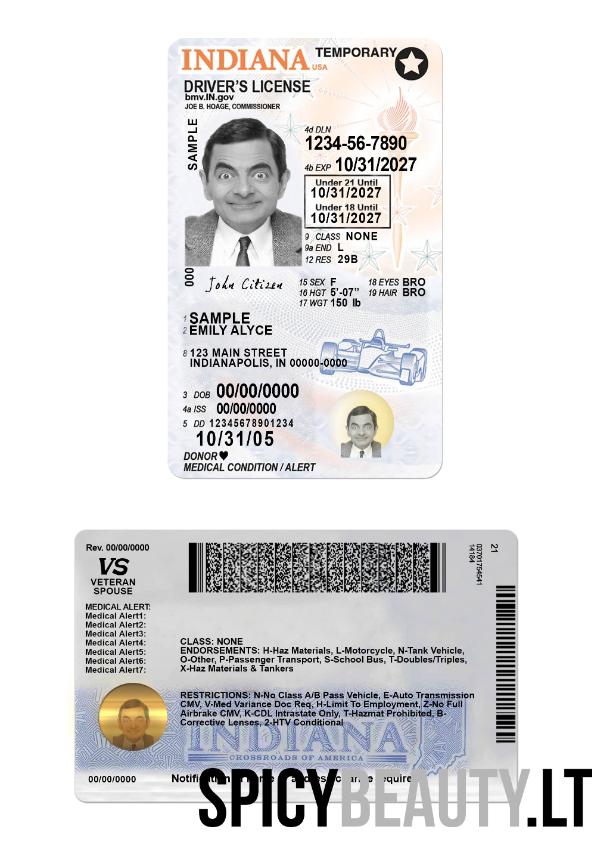 INDIANA USA TEMPORARY
DRIVER'S LICENSE
bmv.IN.gov
JOE B. HOAGE, COMMISSIONER
SAMPLE
4d DLN
1234-56-7890
4b EXP 10/31/2027
Under 21 Until
10/31/2027
Under 18 Until
10/31/2027
9 CLASS NONE
9a END L
12 RES 29B
000
John Citizen
15 SEX F 18 EYES BRO
16 HGT 5'-07" 19 HAIR BRO
17 WGT 150 lb
1 SAMPLE
2 EMILY ALYCE
8 123 MAIN STREET
INDIANAPOLIS, IN 00000-0000
3 DOB 00/00/0000
4a ISS 00/00/0000
5 DD 12345678901234
10/31/05
DONOR♥
MEDICAL CONDITION / ALERT
Rev. 00/00/0000
VS
VETERAN
SPOUSE
MEDICAL ALERT:
Medical Alert1:
Medical Alert2:
Medical Alert3:
Medical Alert4:
Medical Alert5:
Medical Alert6:
Medical Alert7:
CLASS: NONE
ENDORSEMENTS: H-Haz Materials, L-Motorcycle, N-Tank Vehicle,
O-Other, P-Passenger Transport, S-School Bus, T-Doubles/Triples,
X-Haz Materials & Tankers
RESTRICTIONS: N-No Class A/B Pass Vehicle, E-Auto Transmission
CMV, V-Med Variance Doc Req, H-Limit To Employment, Z-No Full
Airbrake CMV, K-CDL Intrastate Only, T-Hazmat Prohibited, B-
Corrective Lenses, 2-HTV Conditional
INDIANA
CROSSROADS OF AMERICA
00/00/0000
21
03701754541
14184
SPICYBEAUTY.LT